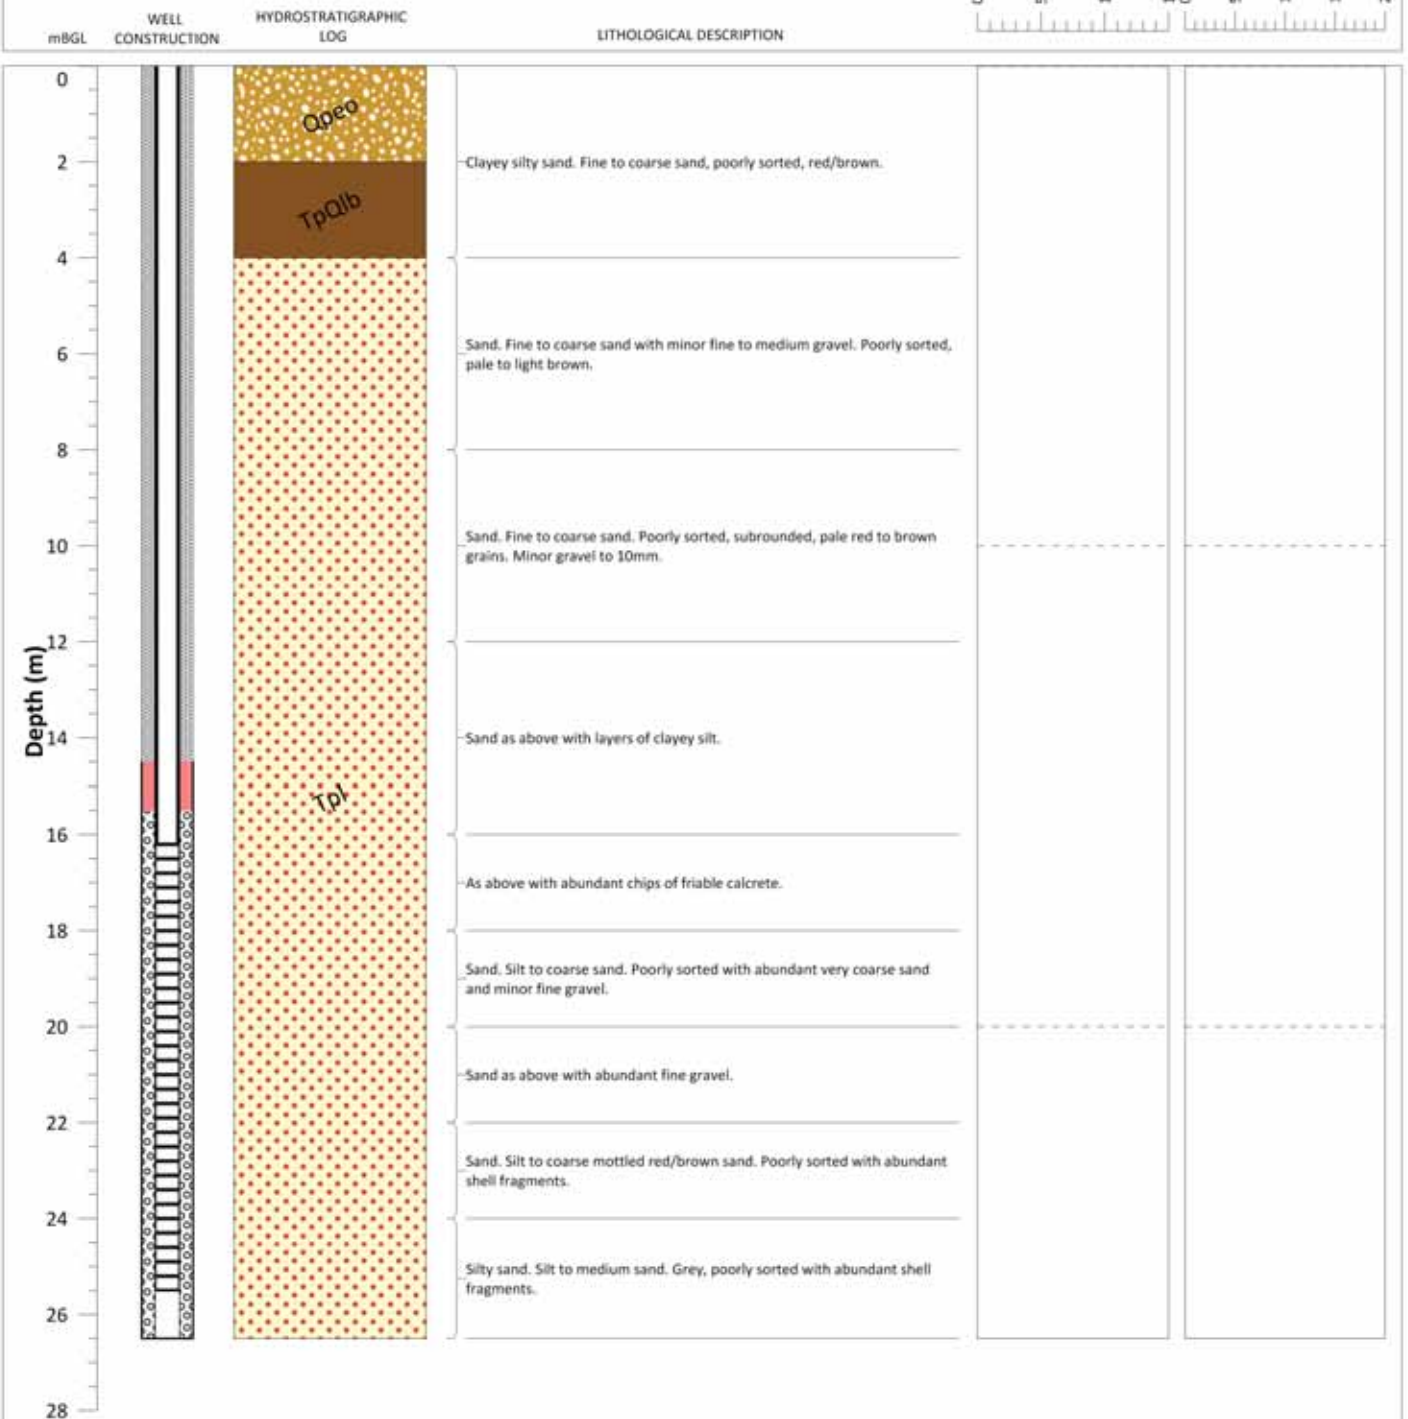 WELL
CONSTRUCTION
HYDROSTRATIGRAPHIC
LOG
mBGL
LITHOLOGICAL DESCRIPTION
0
2
4
6
8
10
12
14
16
18
20
22
24
26
28
Depth (m)
Qpeo
TpQlb
Tpl
Clayey silty sand. Fine to coarse sand, poorly sorted, red/brown.
Sand. Fine to coarse sand with minor fine to medium gravel. Poorly sorted,
pale to light brown.
Sand. Fine to coarse sand. Poorly sorted, subrounded, pale red to brown
grains. Minor gravel to 10mm.
Sand as above with layers of clayey silt.
As above with abundant chips of friable calcrete.
Sand. Silt to coarse sand. Poorly sorted with abundant very coarse sand
and minor fine gravel.
Sand as above with abundant fine gravel.
Sand. Silt to coarse mottled red/brown sand. Poorly sorted with abundant
shell fragments.
Silty sand. Silt to medium sand. Grey, poorly sorted with abundant shell
fragments.